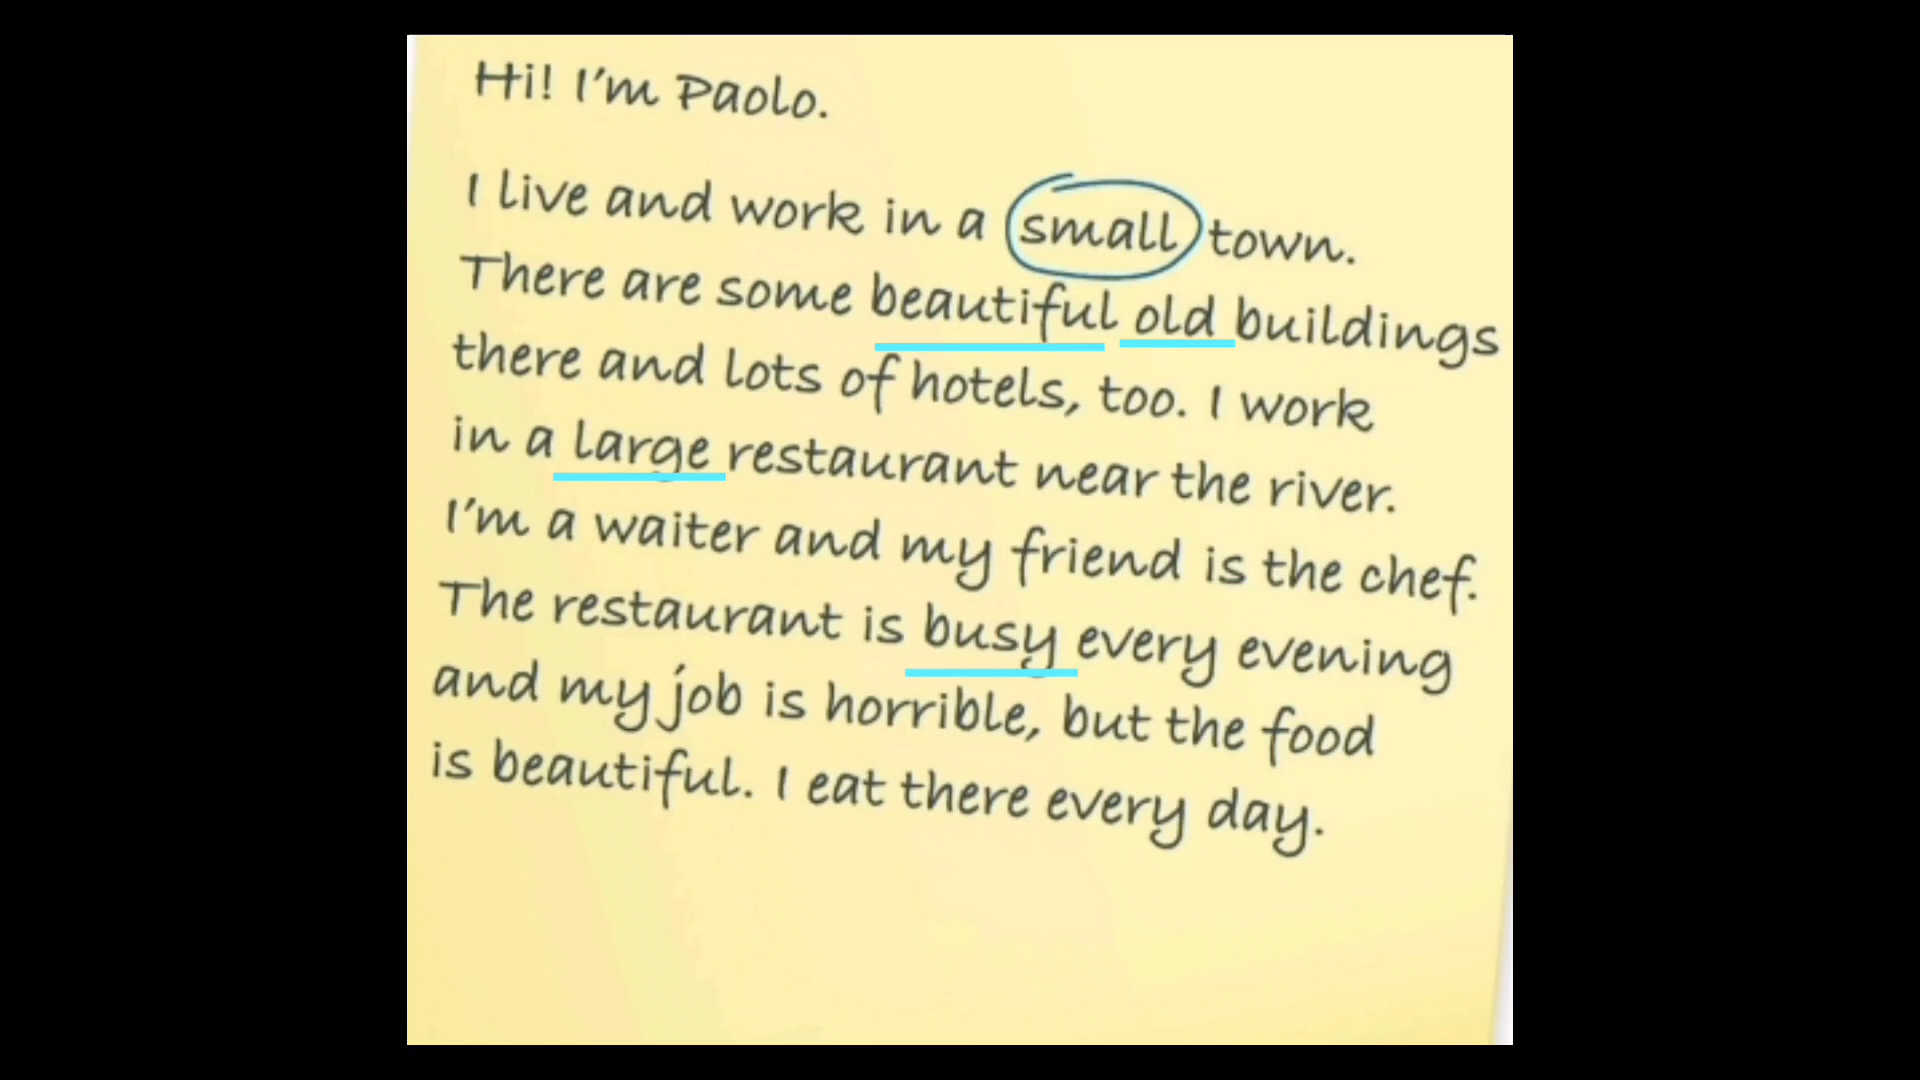 Hi! I'm Paolo.
I live and work in a small town.
There are some beautiful old buildings
there and lots of hotels, too. I work
in a large restaurant near the river.
I'm a waiter and my friend is the chef.
The restaurant is busy every evening
and my job is horrible, but the food
is beautiful. I eat there every day.